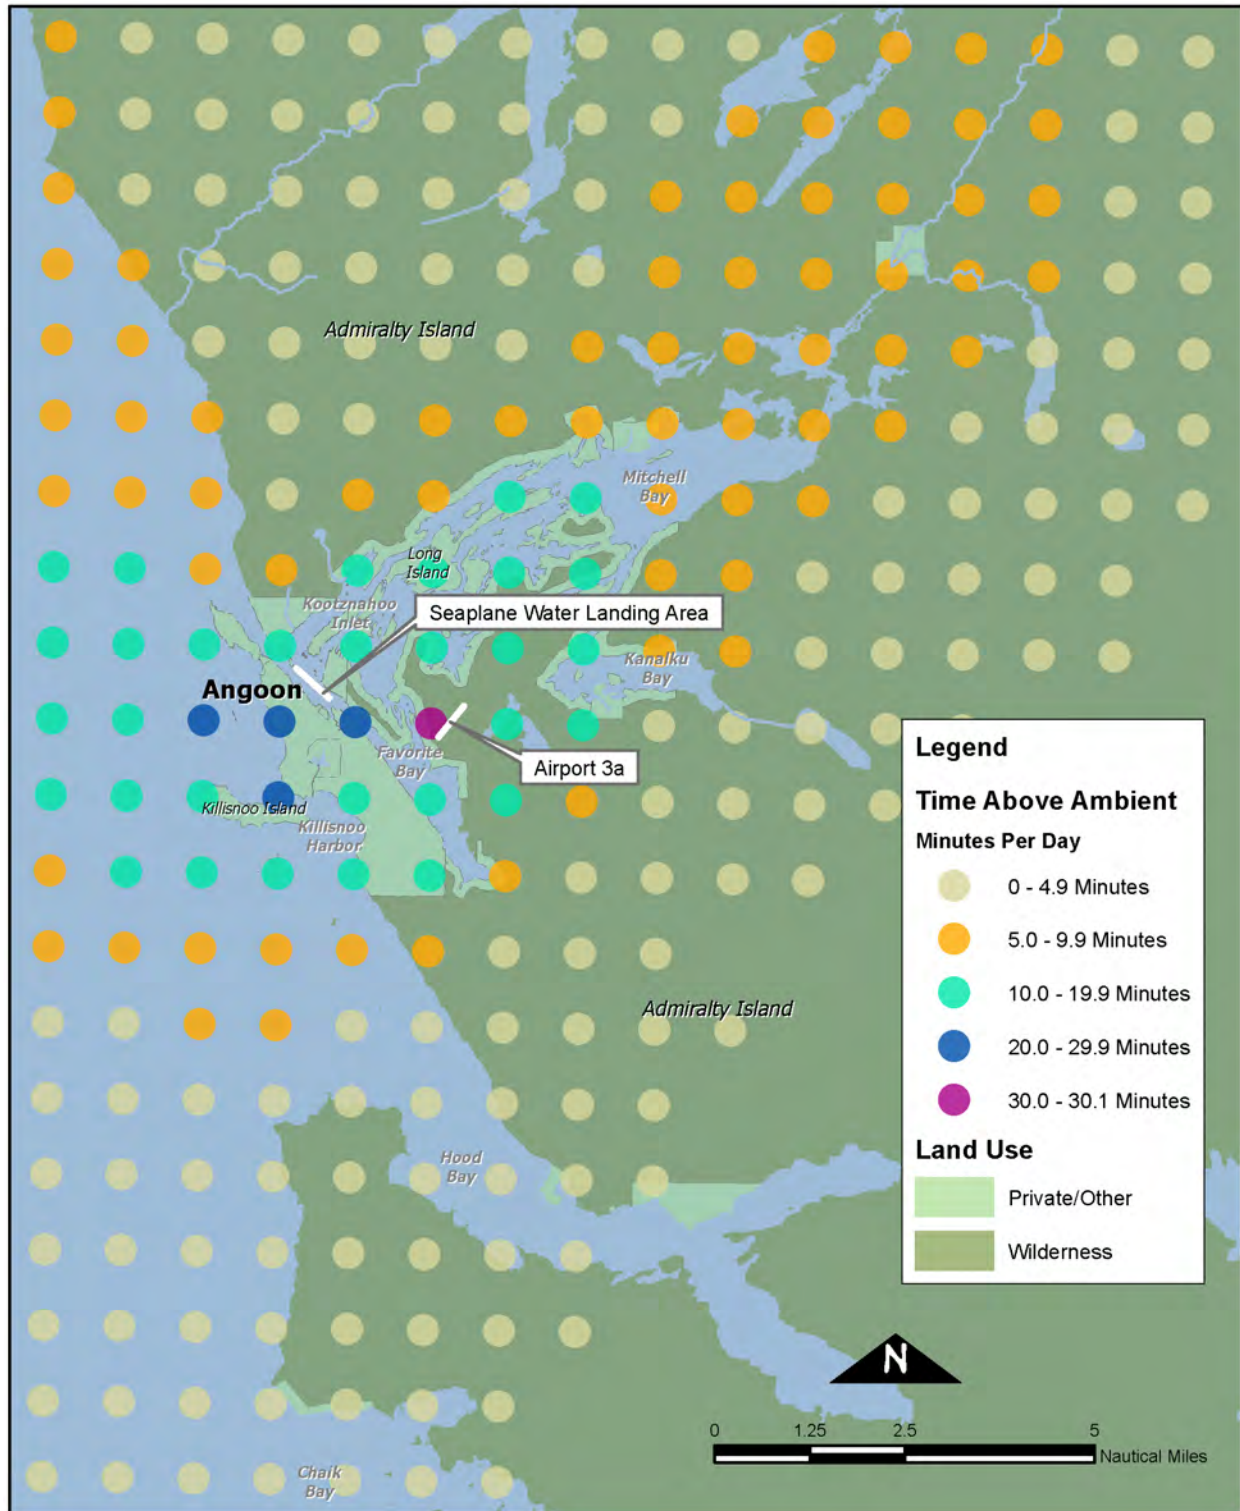 Admiralty Island
Mitchell
Bay
Long
Island
Kootznahoo
Inlet
Seaplane Water Landing Area
Kanalku
Bay
Angoon
Favorite
Bay
Airport 3a
Killisnoo Island
Killisnoo
Harbor
Legend
Time Above Ambient
Minutes Per Day
0 - 4.9 Minutes
5.0 - 9.9 Minutes
10.0 - 19.9 Minutes
20.0 - 29.9 Minutes
30.0 - 30.1 Minutes
Land Use
Private/Other
Wilderness
Admiralty Island
Hood
Bay
N
0 1.25 2.5 5
Nautical Miles
Chaik
Bay